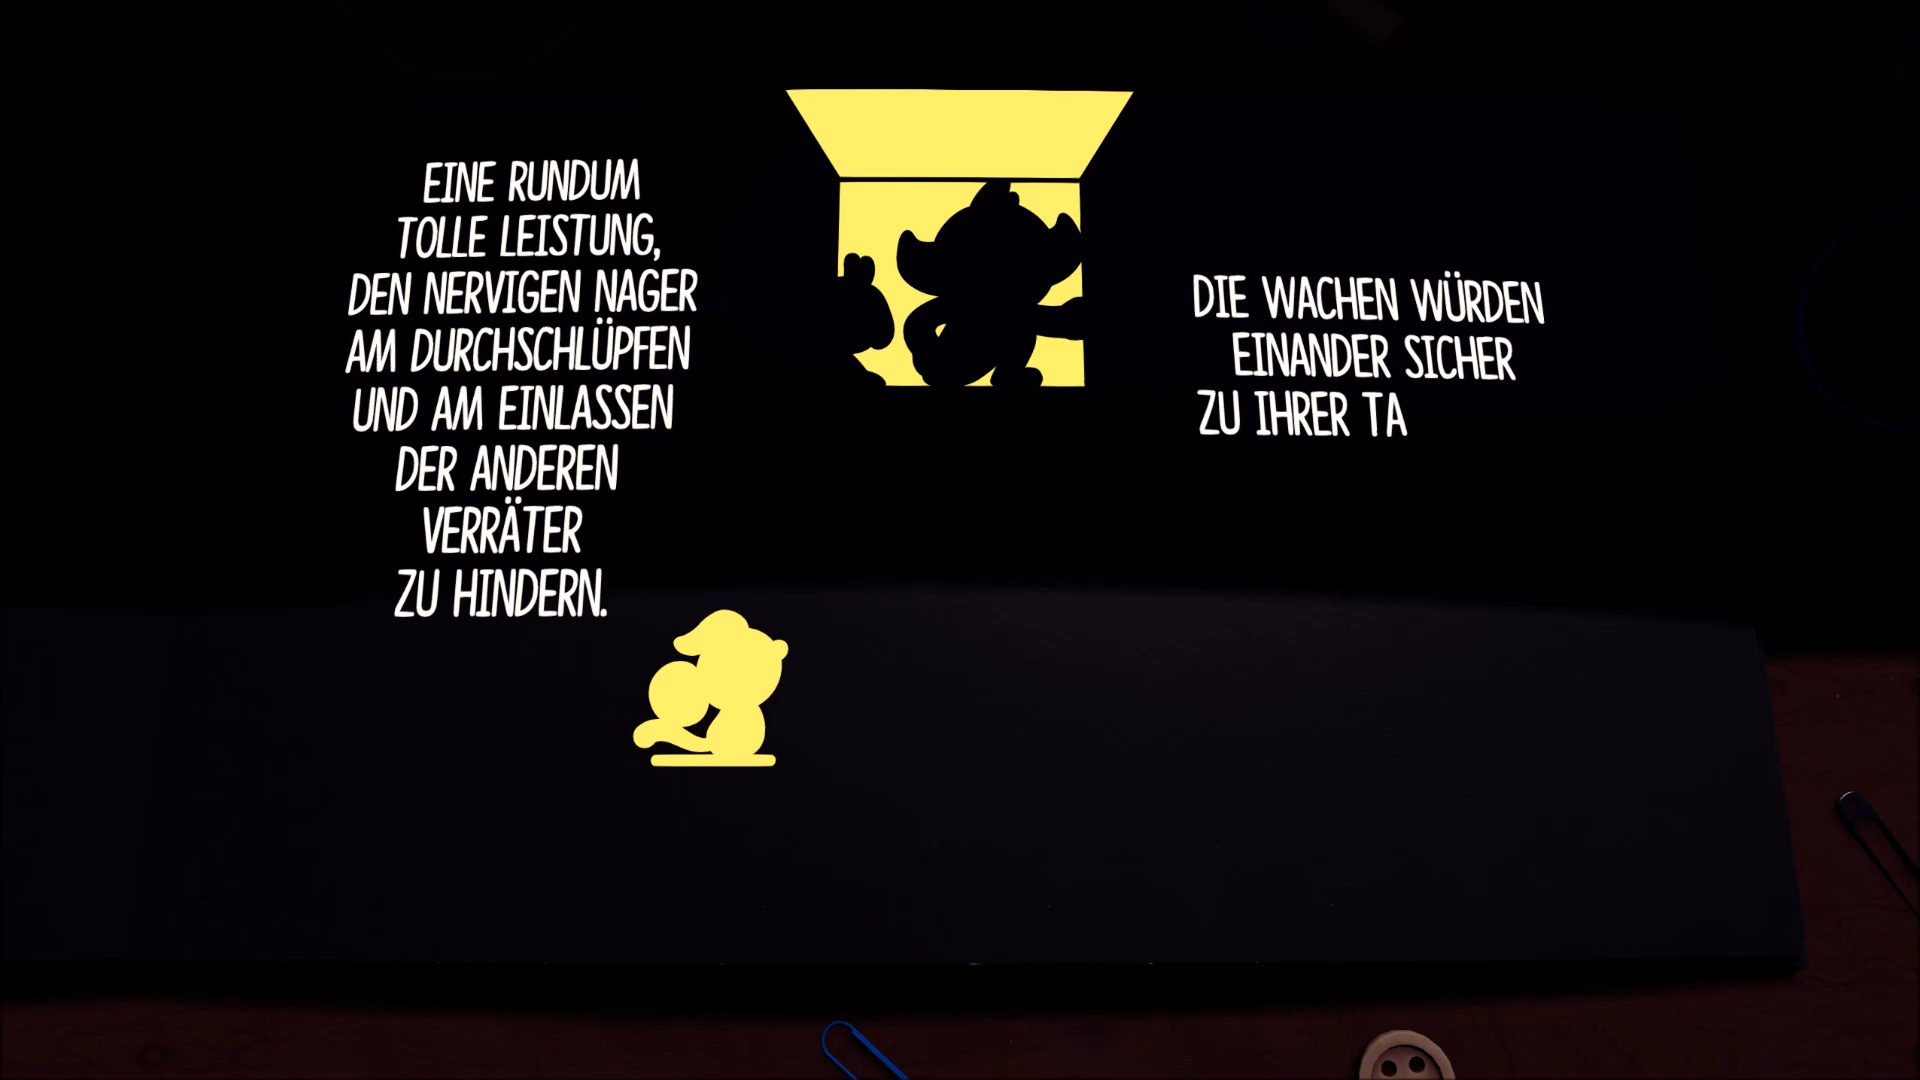 EINE RUNDUM
TOLLE LEISTUNG,
DEN NERVIGEN NAGER
AM DURCHSCHLÜPFEN
UND AM EINLASSEN
DER ANDEREN
VERRÄTER
ZU HINDERN.
DIE WACHEN WÜRDEN
EINANDER SICHER
ZU IHRER TA